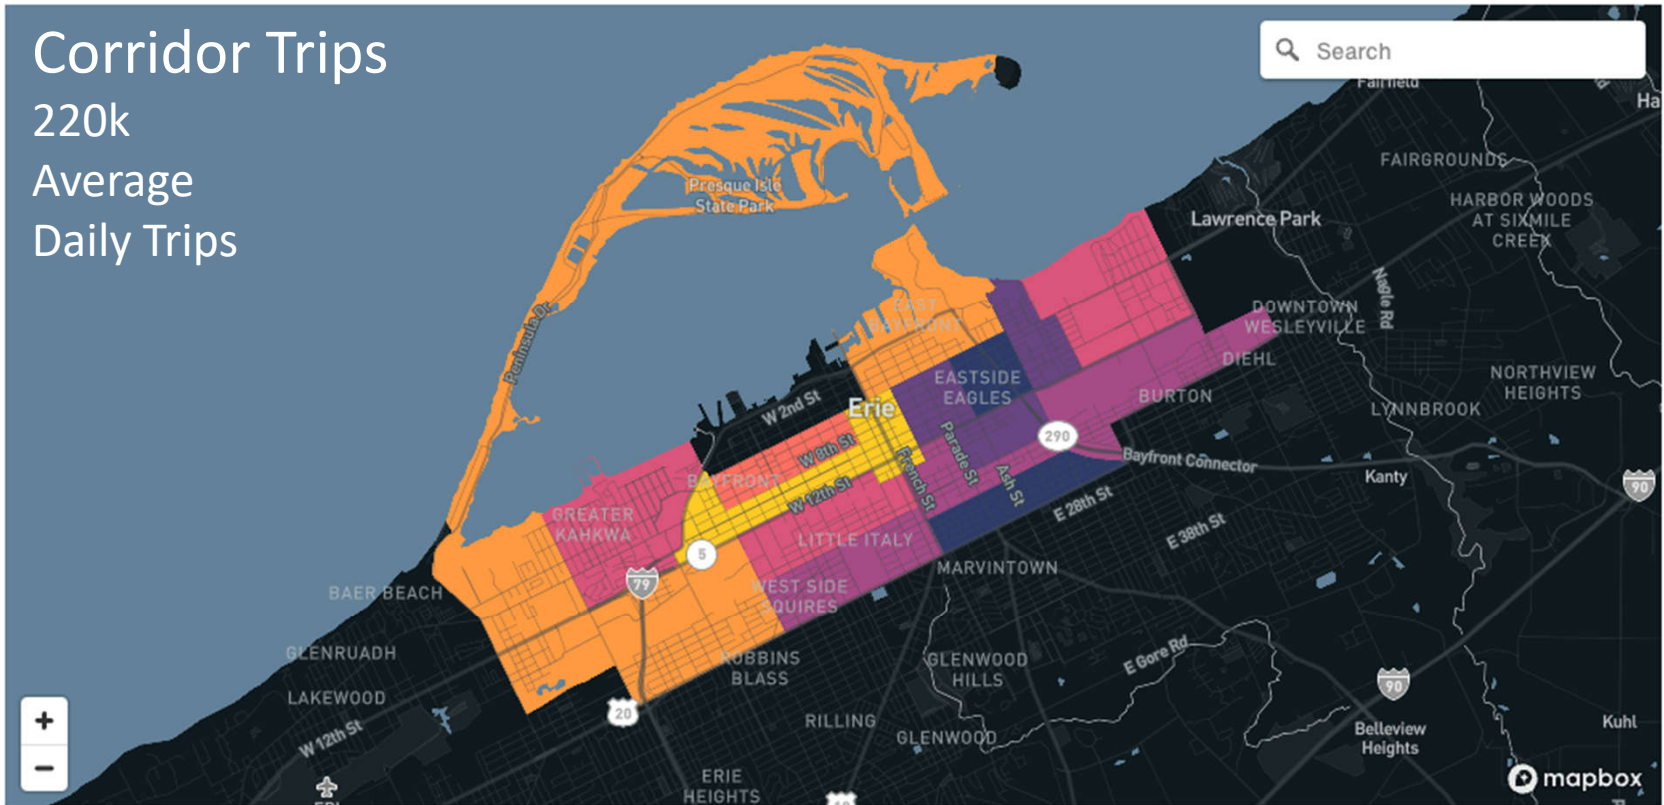 Corridor Trips
220k
Average
Daily Trips
Search
Fairfield
Ha
FAIRGROUNDS
Presque Isle
State Park
HARBOR WOODS
AT SIXMILE
CREEK
Lawrence Park
Nagle Rd
Peninsula Dr
EAST
BAYFRONT
DOWNTOWN
WESLEYVILLE
DIEHL
EASTSIDE
EAGLES
BURTON
NORTHVIEW
HEIGHTS
LYNNBROOK
W 2nd St
Erie
W 8th St
Parade St
290
Bayfront Connector
Kanty
90
BAYFRONT
W 12th St
French St
Ash St
E 28th St
GREATER
KAHKWA
E 38th St
5
LITTLE ITALY
79
MARVINTOWN
BAER BEACH
WEST SIDE
SQUIRES
GLENRUADH
ROBBINS
BLASS
GLENWOOD
HILLS
E Gore Rd
90
LAKEWOOD
20
RILLING
GLENWOOD
Belleview
Heights
Kuhl
W 12th St
ERIE
HEIGHTS
mapbox
+
−